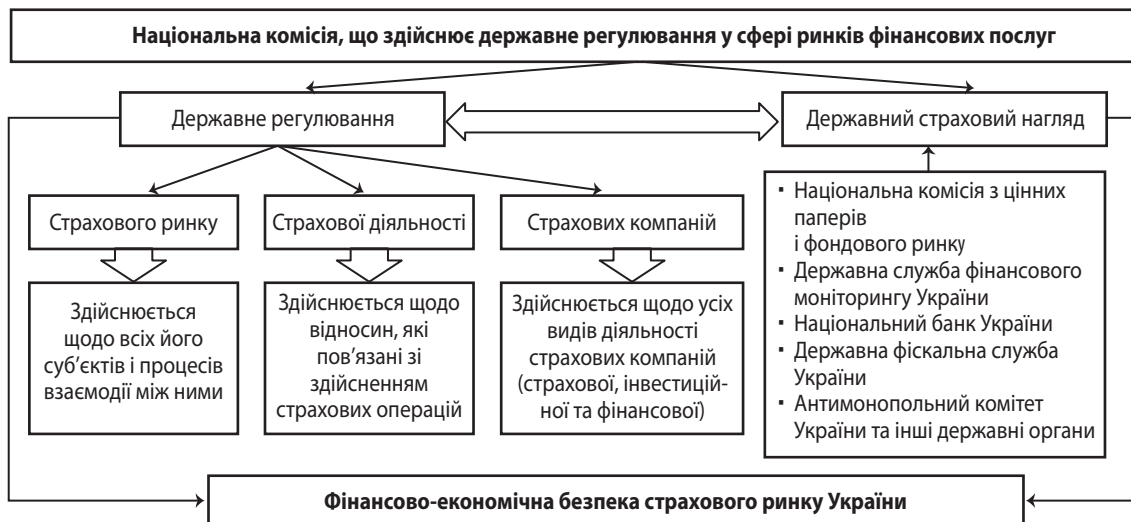 Національна комісія, що здійснює державне регулювання у сфері ринків фінансових послуг
Державне регулювання
Державний страховий нагляд
Страхового ринку
Страхової діяльності
Страхових компаній
Здійснюється
щодо всіх його
суб’єктів і процесів
взаємодії між ними
Здійснюється щодо
відносин, які
пов’язані зі
здійсненням
страхових операцій
Здійснюється щодо усіх
видів діяльності
страхових компаній
(страхової, інвестицій-
ної та фінансової)
▪ Національна комісія з цінних
паперів
і фондового ринку
▪ Державна служба фінансового
моніторингу України
▪ Національний банк України
▪ Державна фіскальна служба
України
▪ Антимонопольний комітет
України та інші державні органи
Фінансово-економічна безпека страхового ринку України